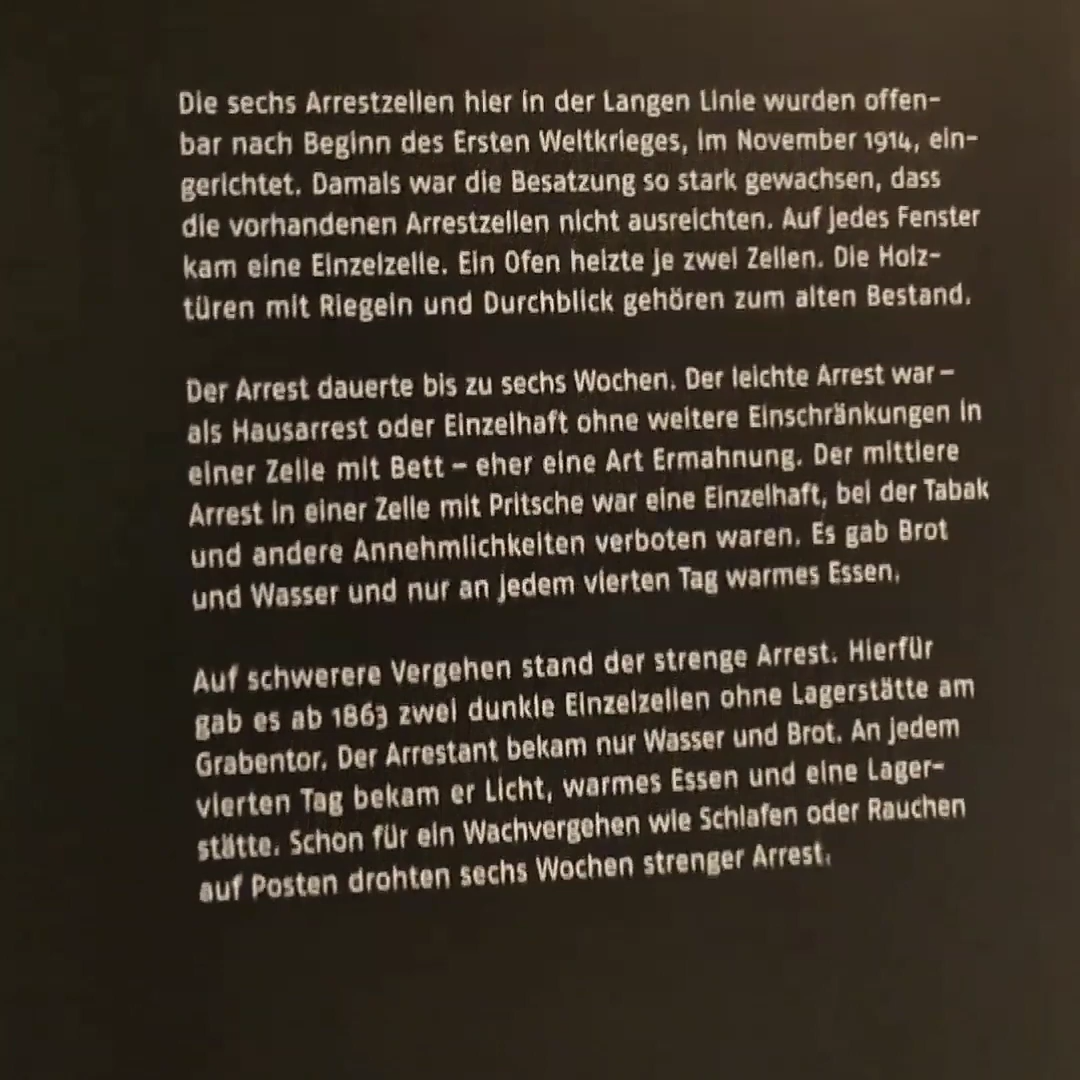 Die sechs Arrestzellen hier in der Langen Linie wurden offen-
bar nach Beginn des Ersten Weltkrieges, im November 1914, ein-
gerichtet. Damals war die Besatzung so stark gewachsen, dass
die vorhandenen Arrestzellen nicht ausreichten. Auf jedes Fenster
kam eine Einzelzelle. Ein Ofen heizte je zwei Zellen. Die Holz-
türen mit Riegeln und Durchblick gehören zum alten Bestand.
Der Arrest dauerte bis zu sechs Wochen. Der leichte Arrest war –
als Hausarrest oder Einzelhaft ohne weitere Einschränkungen in
einer Zelle mit Bett – eher eine Art Ermahnung. Der mittlere
Arrest in einer Zelle mit Pritsche war eine Einzelhaft, bei der Tabak
und andere Annehmlichkeiten verboten waren. Es gab Brot
und Wasser und nur an jedem vierten Tag warmes Essen.
Auf schwerere Vergehen stand der strenge Arrest. Hierfür
gab es ab 1863 zwei dunkle Einzelzellen ohne Lagerstätte am
Grabentor. Der Arrestant bekam nur Wasser und Brot. An jedem
vierten Tag bekam er Licht, warmes Essen und eine Lager-
stätte. Schon für ein Wachvergehen wie Schlafen oder Rauchen
auf Posten drohten sechs Wochen strenger Arrest.